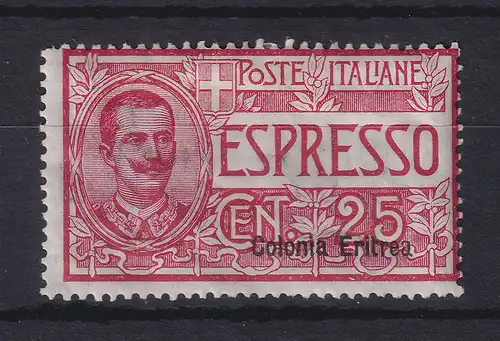 POSTE ITALIANE
ESPRESSO
CENT. 25
Colonia Eritrea